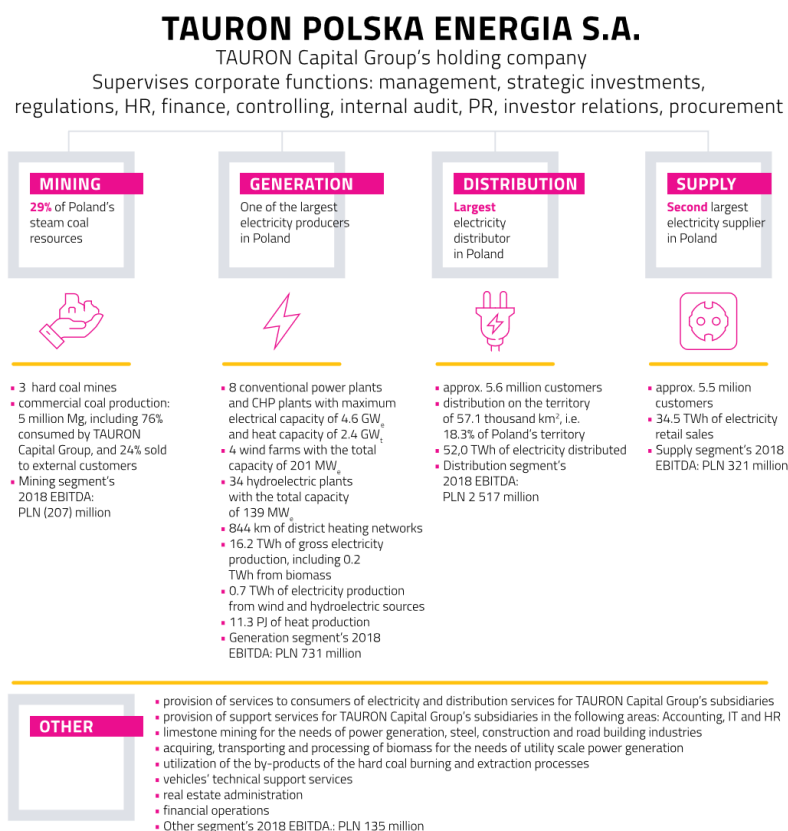 TAURON POLSKA ENERGIA S.A.
TAURON Capital Group's holding company
Supervises corporate functions: management, strategic investments,
regulations, HR, finance, controlling, internal audit, PR, investor relations, procurement
MINING
29% of Poland's
steam coal
resources
GENERATION
One of the largest
electricity producers
in Poland
DISTRIBUTION
Largest
electricity
distributor
in Poland
SUPPLY
Second largest
electricity supplier
in Poland
▪ 3 hard coal mines
▪ commercial coal production:
5 million Mg, including 76%
consumed by TAURON
Capital Group, and 24% sold
to external customers
▪ Mining segment's
2018 EBITDA:
PLN (207) million
▪ 8 conventional power plants
and CHP plants with maximum
electrical capacity of 4.6 GWe
and heat capacity of 2.4 GWt
▪ 4 wind farms with the total
capacity of 201 MWe
▪ 34 hydroelectric plants
with the total capacity
of 139 MWe
▪ 844 km of district heating networks
▪ 16.2 TWh of gross electricity
production, including 0.2
TWh from biomass
▪ 0.7 TWh of electricity production
from wind and hydroelectric sources
▪ 11.3 PJ of heat production
▪ Generation segment's 2018
EBITDA: PLN 731 million
▪ approx. 5.6 million customers
▪ distribution on the territory
of 57.1 thousand km², i.e.
18.3% of Poland's territory
▪ 52,0 TWh of electricity distributed
▪ Distribution segment's
2018 EBITDA:
PLN 2 517 million
▪ approx. 5.5 milion
customers
▪ 34.5 TWh of electricity
retail sales
▪ Supply segment's 2018
EBITDA: PLN 321 million
OTHER
▪ provision of services to consumers of electricity and distribution services for TAURON Capital Group's subsidiaries
▪ provision of support services for TAURON Capital Group's subsidiaries in the following areas: Accounting, IT and HR
▪ limestone mining for the needs of power generation, steel, construction and road building industries
▪ acquiring, transporting and processing of biomass for the needs of utility scale power generation
▪ utilization of the by-products of the hard coal burning and extraction processes
▪ vehicles' technical support services
▪ real estate administration
▪ financial operations
▪ Other segment's 2018 EBITDA.: PLN 135 million